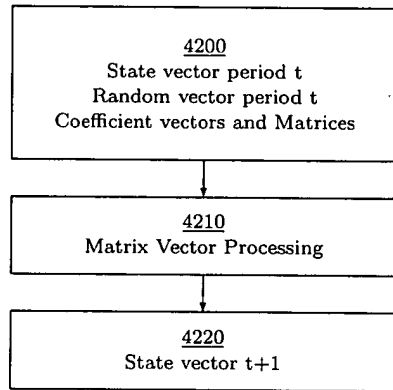 4200
State vector period t
Random vector period t
Coefficient vectors and Matrices
4210
Matrix Vector Processing
4220
State vector t+1